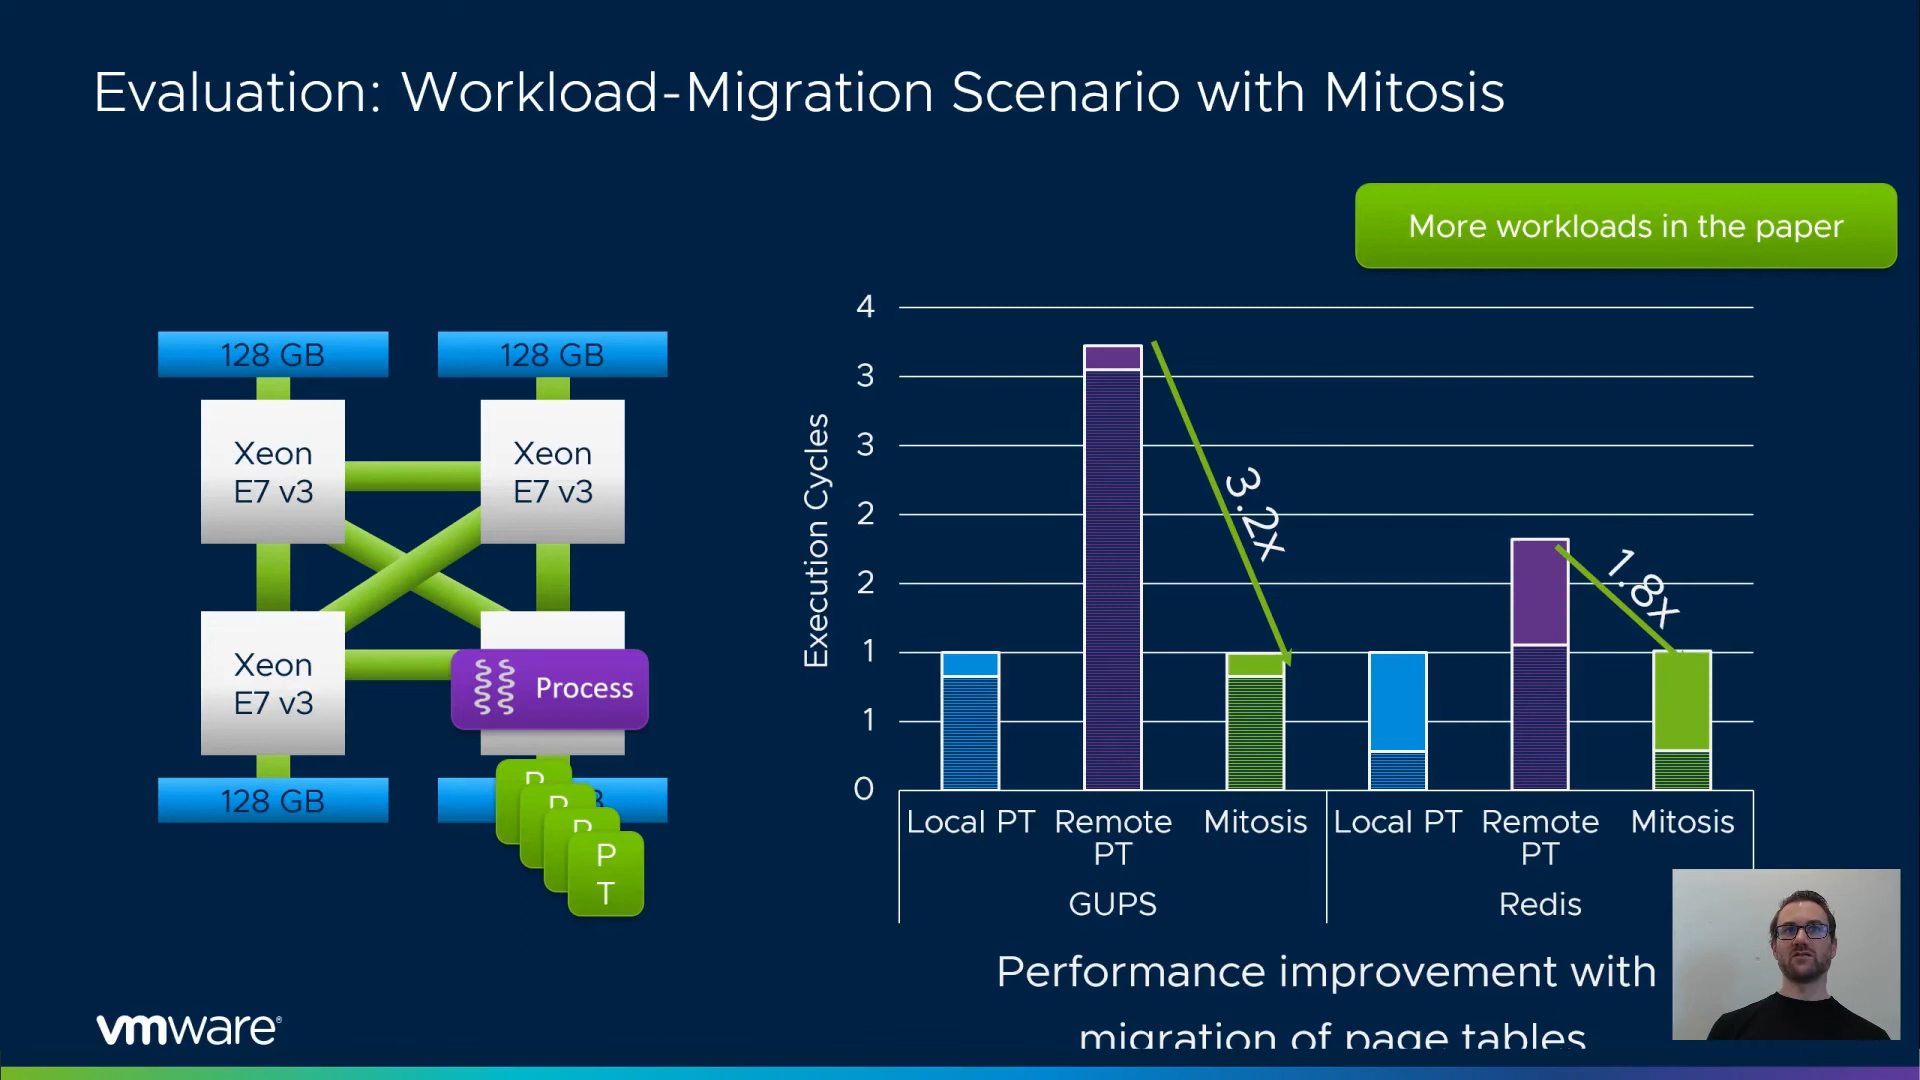 Evaluation: Workload-Migration Scenario with Mitosis
More workloads in the paper
128 GB
128 GB
Xeon
E7 v3
Xeon
E7 v3
Xeon
E7 v3
Process
128 GB
P
P
P
P
T
Execution Cycles
4
3
3
2
2
1
1
0
3.2x
1.8x
Local PT
Remote
PT
Mitosis
Local PT
Remote
PT
Mitosis
GUPS
Redis
Performance improvement with
migration of page tables
vmware®